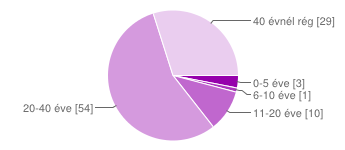 40 évnél rég [29]
0-5 éve [3]
6-10 éve [1]
11-20 éve [10]
20-40 éve [54]